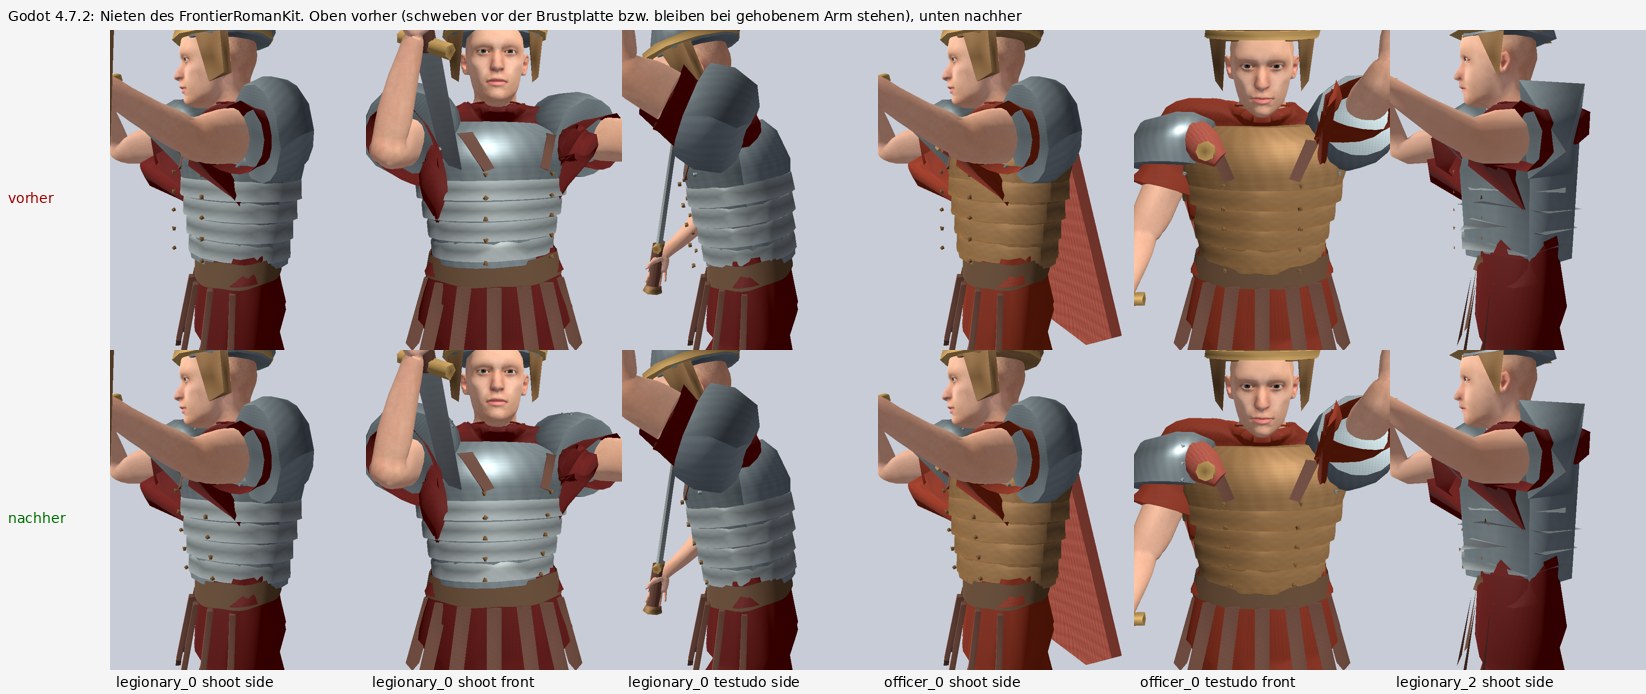 Godot 4.7.2: Nieten des FrontierRomanKit. Oben vorher (schweben vor der Brustplatte bzw. bleiben bei gehobenem Arm stehen), unten nachher
vorher
nachher
legionary_0 shoot side
legionary_0 shoot front
legionary_0 testudo side
officer_0 shoot side
officer_0 testudo front
legionary_2 shoot side